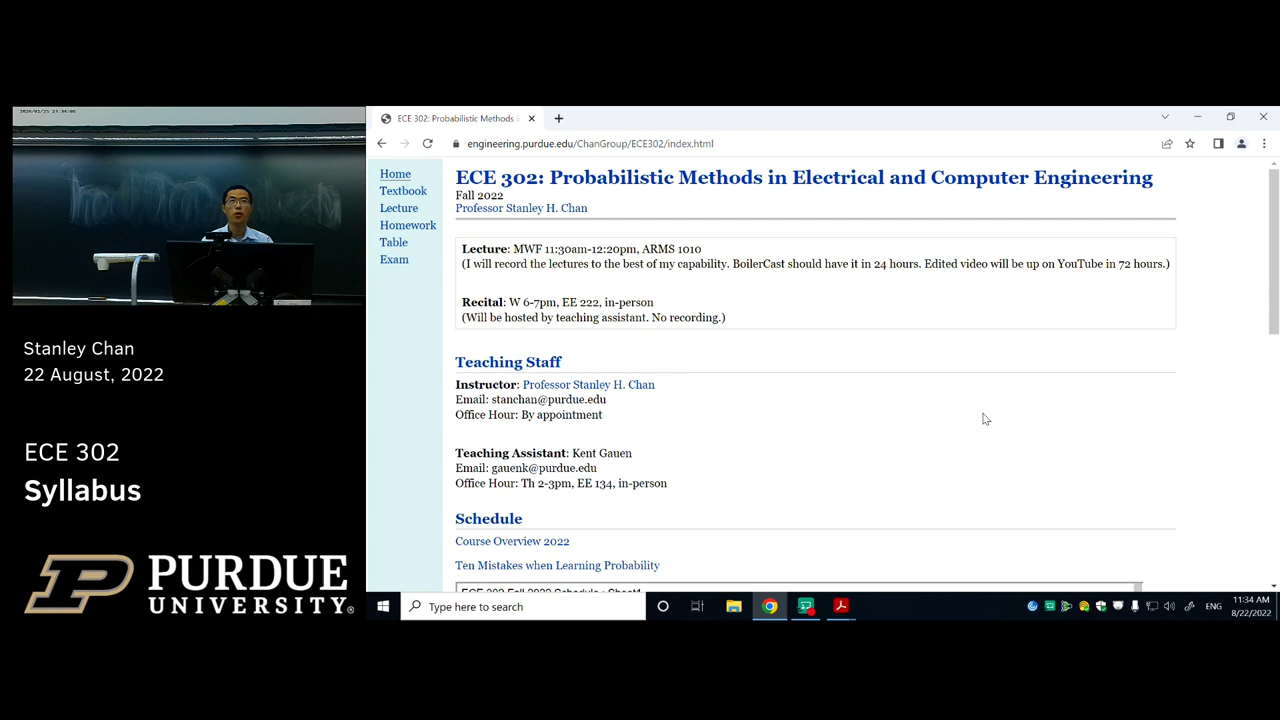 Stanley Chan
22 August, 2022
ECE 302
Syllabus
PURDUE
UNIVERSITY®
ECE 302: Probabilistic Methods i
engineering.purdue.edu/ChanGroup/ECE302/index.html
Home
Textbook
Lecture
Homework
Table
Exam
ECE 302: Probabilistic Methods in Electrical and Computer Engineering
Fall 2022
Professor Stanley H. Chan
Lecture: MWF 11:30am-12:20pm, ARMS 1010
(I will record the lectures to the best of my capability. BoilerCast should have it in 24 hours. Edited video will be up on YouTube in 72 hours.)
Recital: W 6-7pm, EE 222, in-person
(Will be hosted by teaching assistant. No recording.)
Teaching Staff
Instructor: Professor Stanley H. Chan
Email: stanchan@purdue.edu
Office Hour: By appointment
Teaching Assistant: Kent Gauen
Email: gauenk@purdue.edu
Office Hour: Th 2-3pm, EE 134, in-person
Schedule
Course Overview 2022
Ten Mistakes when Learning Probability
ECE 302 Fall 2022 Schedule : Sheet1
Type here to search
ENG
11:34 AM
8/22/2022